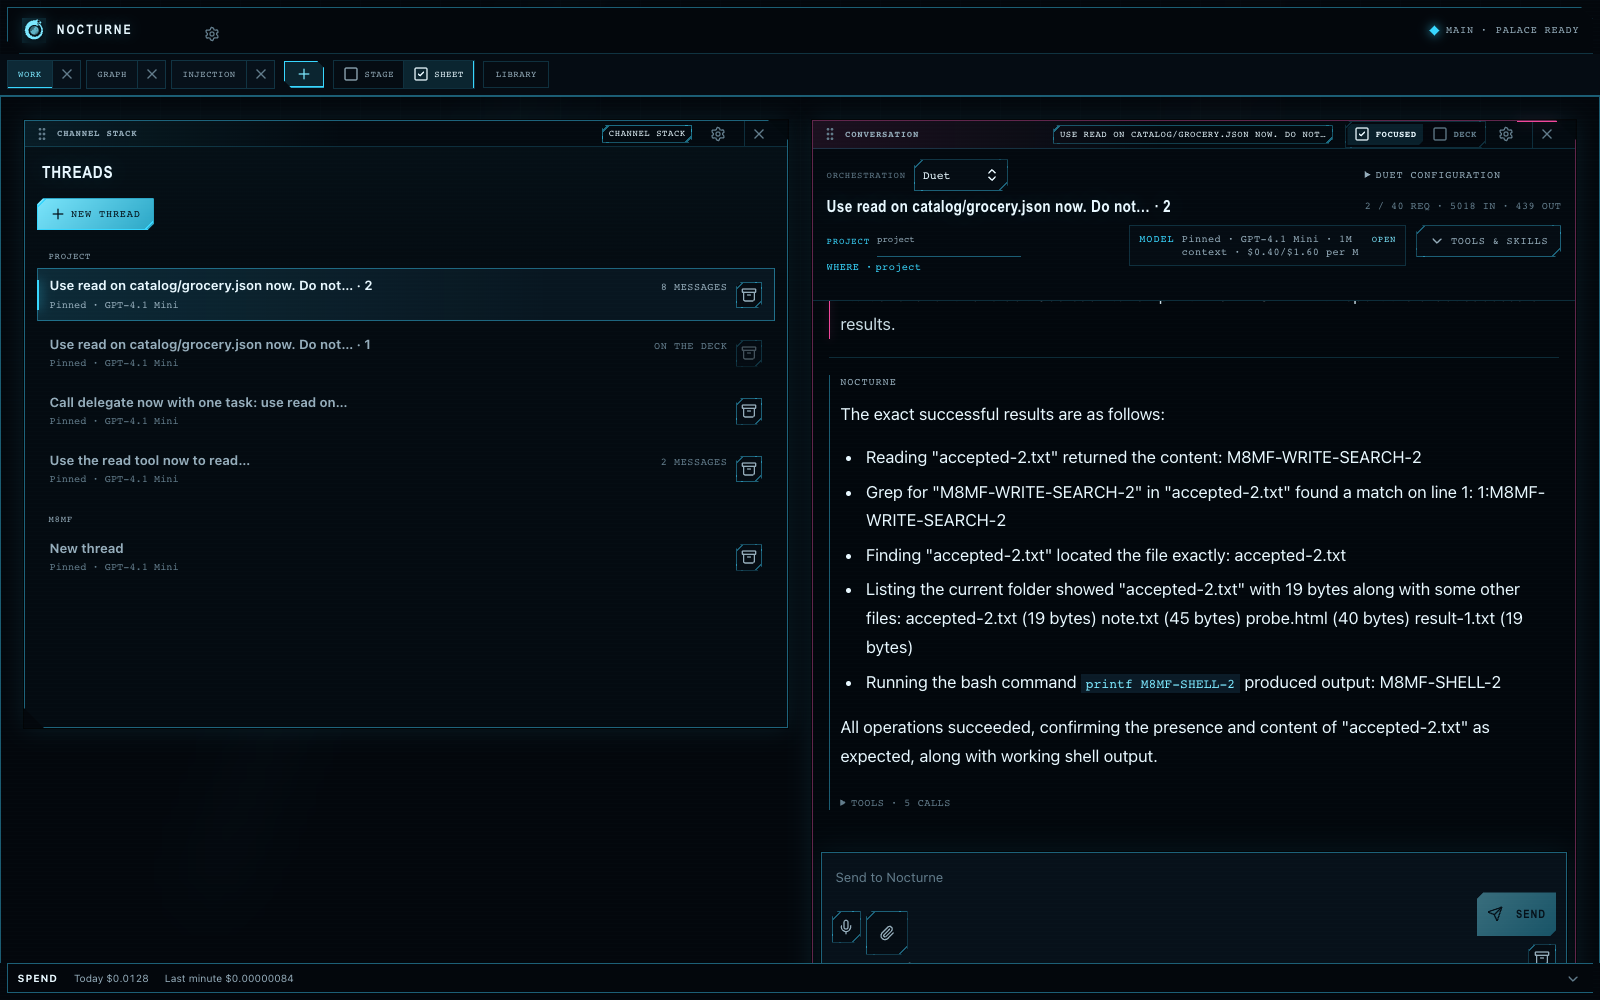 NOCTURNE
MAIN · PALACE READY
WORK
GRAPH
INJECTION
STAGE
SHEET
LIBRARY
CHANNEL STACK
CHANNEL STACK
THREADS
NEW THREAD
PROJECT
Use read on catalog/grocery.json now. Do not... · 2
8 MESSAGES
Pinned · GPT-4.1 Mini
Use read on catalog/grocery.json now. Do not... · 1
ON THE DECK
Pinned · GPT-4.1 Mini
Call delegate now with one task: use read on...
Pinned · GPT-4.1 Mini
Use the read tool now to read...
2 MESSAGES
Pinned · GPT-4.1 Mini
M8MF
New thread
Pinned · GPT-4.1 Mini
CONVERSATION
USE READ ON CATALOG/GROCERY.JSON NOW. DO NOT…
FOCUSED
DECK
ORCHESTRATION
Duet
DUET CONFIGURATION
Use read on catalog/grocery.json now. Do not... · 2
2 / 40 REQ · 5018 IN · 439 OUT
PROJECT project
MODEL Pinned · GPT-4.1 Mini · 1M
context · $0.40/$1.60 per M
OPEN
TOOLS & SKILLS
WHERE · project
results.
NOCTURNE
The exact successful results are as follows:
• Reading "accepted-2.txt" returned the content: M8MF-WRITE-SEARCH-2
• Grep for "M8MF-WRITE-SEARCH-2" in "accepted-2.txt" found a match on line 1: 1:M8MF-
WRITE-SEARCH-2
• Finding "accepted-2.txt" located the file exactly: accepted-2.txt
• Listing the current folder showed "accepted-2.txt" with 19 bytes along with some other
files: accepted-2.txt (19 bytes) note.txt (45 bytes) probe.html (40 bytes) result-1.txt (19
bytes)
• Running the bash command printf M8MF-SHELL-2 produced output: M8MF-SHELL-2
All operations succeeded, confirming the presence and content of "accepted-2.txt" as
expected, along with working shell output.
TOOLS · 5 CALLS
Send to Nocturne
SEND
SPEND
Today $0.0128
Last minute $0.00000084